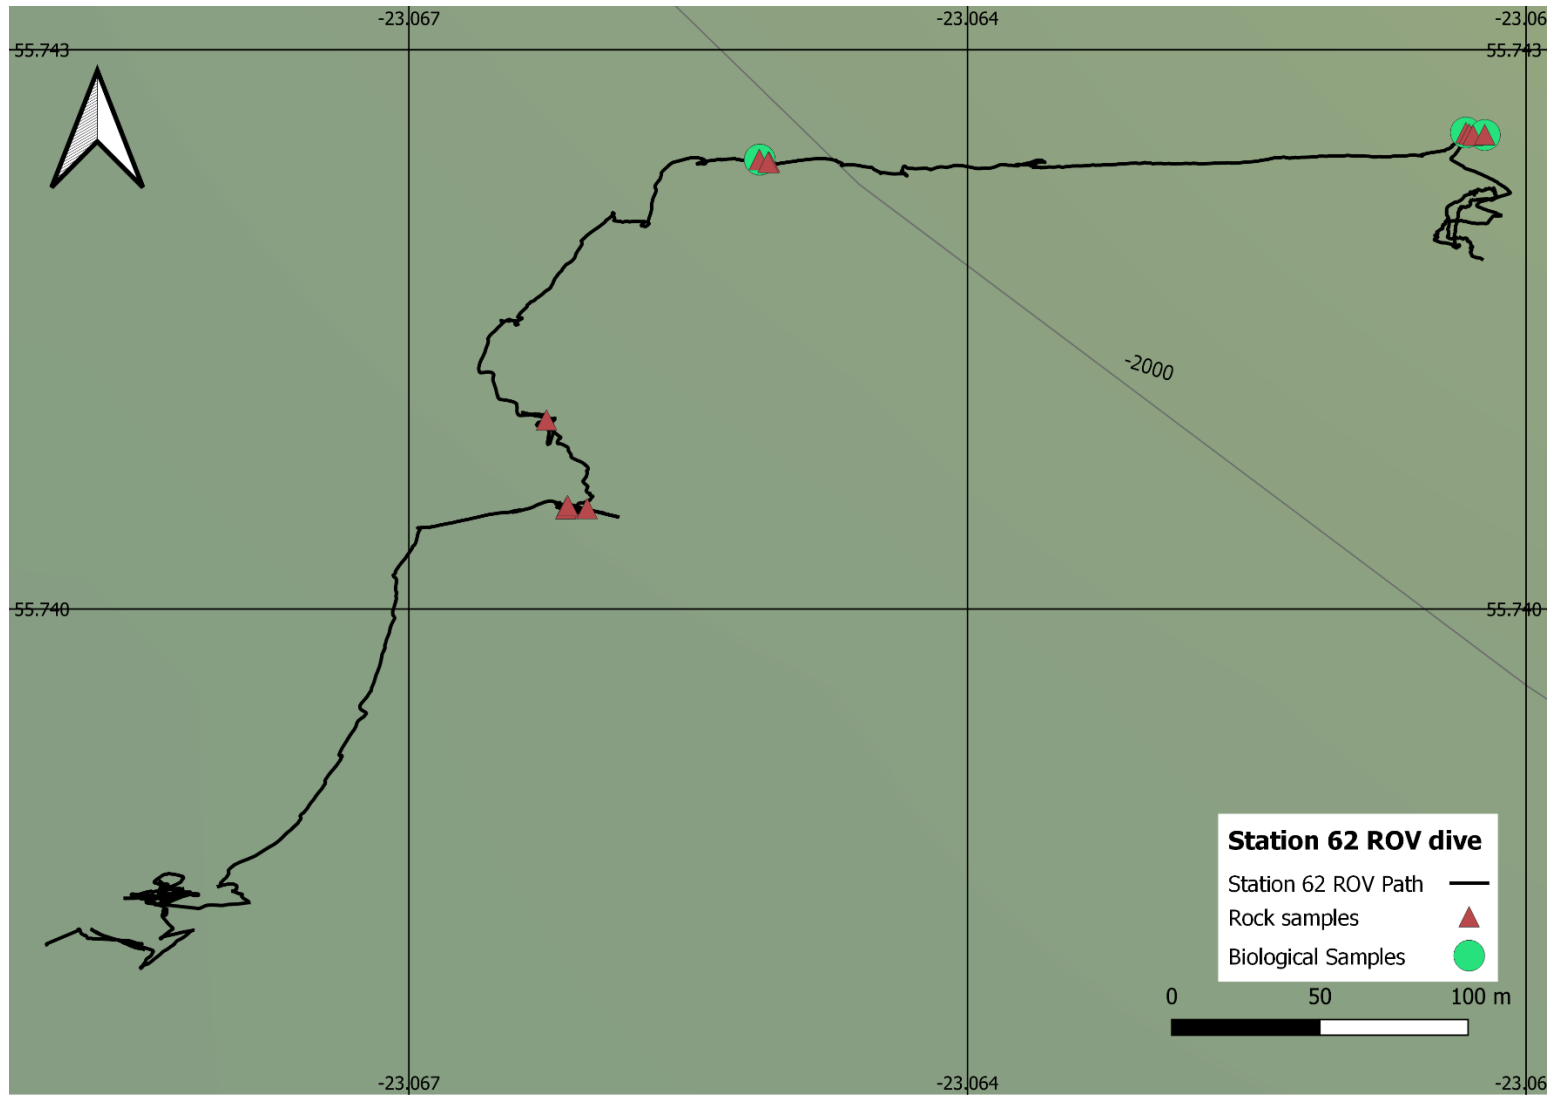 -23.067 -23.064 -23.06
55.743 55.743
-2000
55.740 55.740
Station 62 ROV dive
Station 62 ROV Path
Rock samples
Biological Samples
0 50 100 m
-23.067 -23.064 -23.06